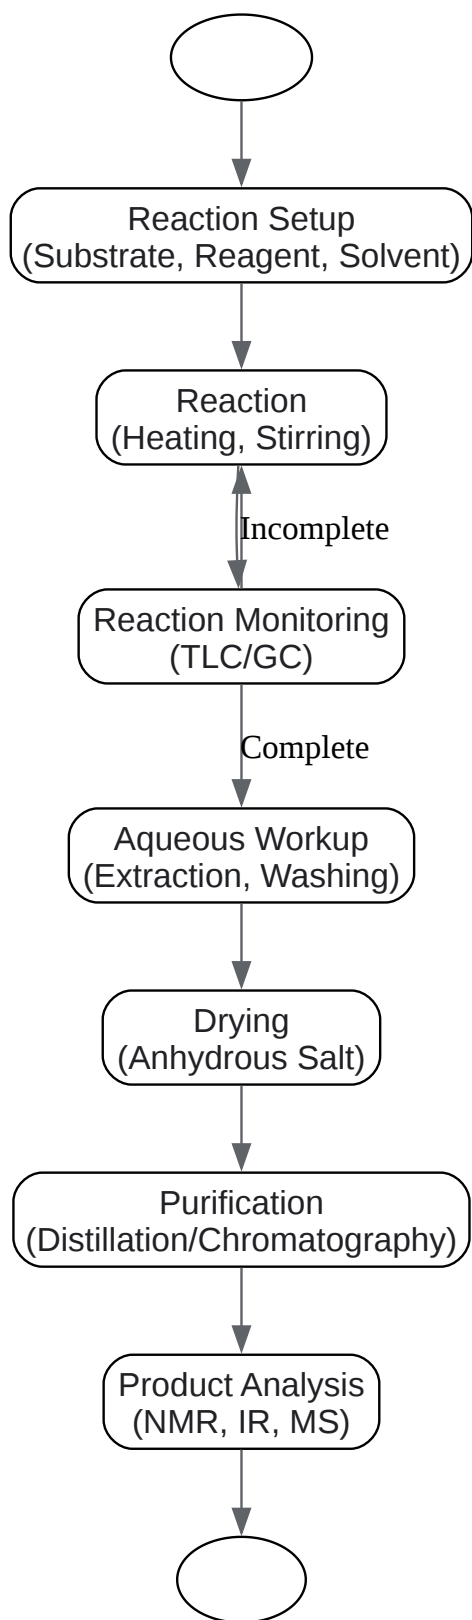 Reaction Setup
(Substrate, Reagent, Solvent)
Reaction
(Heating, Stirring)
Incomplete
Reaction Monitoring
(TLC/GC)
Complete
Aqueous Workup
(Extraction, Washing)
Drying
(Anhydrous Salt)
Purification
(Distillation/Chromatography)
Product Analysis
(NMR, IR, MS)